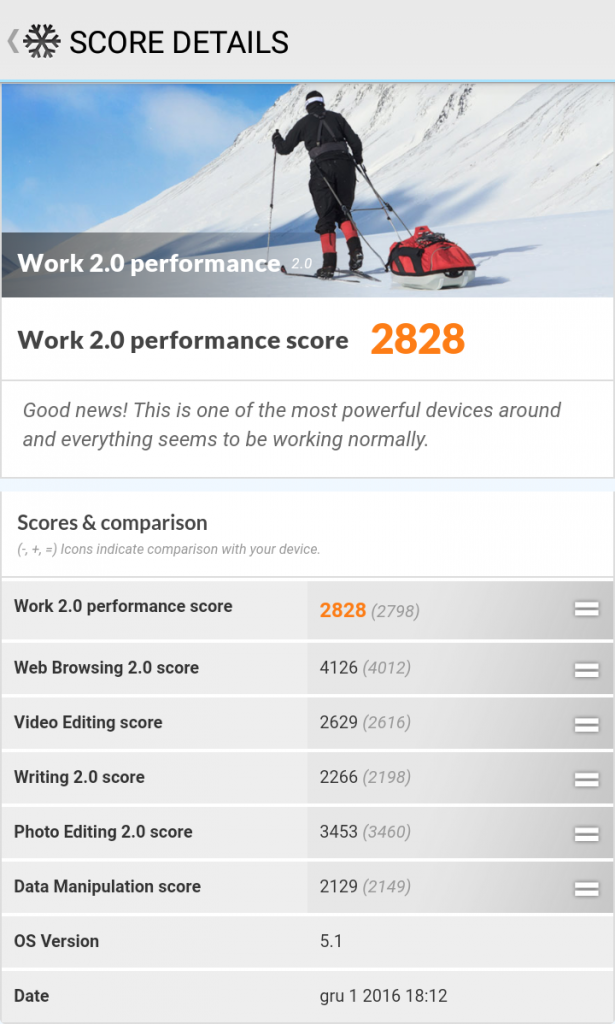 SCORE DETAILS
Work 2.0 performance 2.0
Work 2.0 performance score 2828
Good news! This is one of the most powerful devices around
and everything seems to be working normally.
Scores & comparison
(-, +, =) Icons indicate comparison with your device.
Work 2.0 performance score 2828 (2798)
Web Browsing 2.0 score 4126 (4012)
Video Editing score 2629 (2616)
Writing 2.0 score 2266 (2198)
Photo Editing 2.0 score 3453 (3460)
Data Manipulation score 2129 (2149)
OS Version 5.1
Date gru 1 2016 18:12